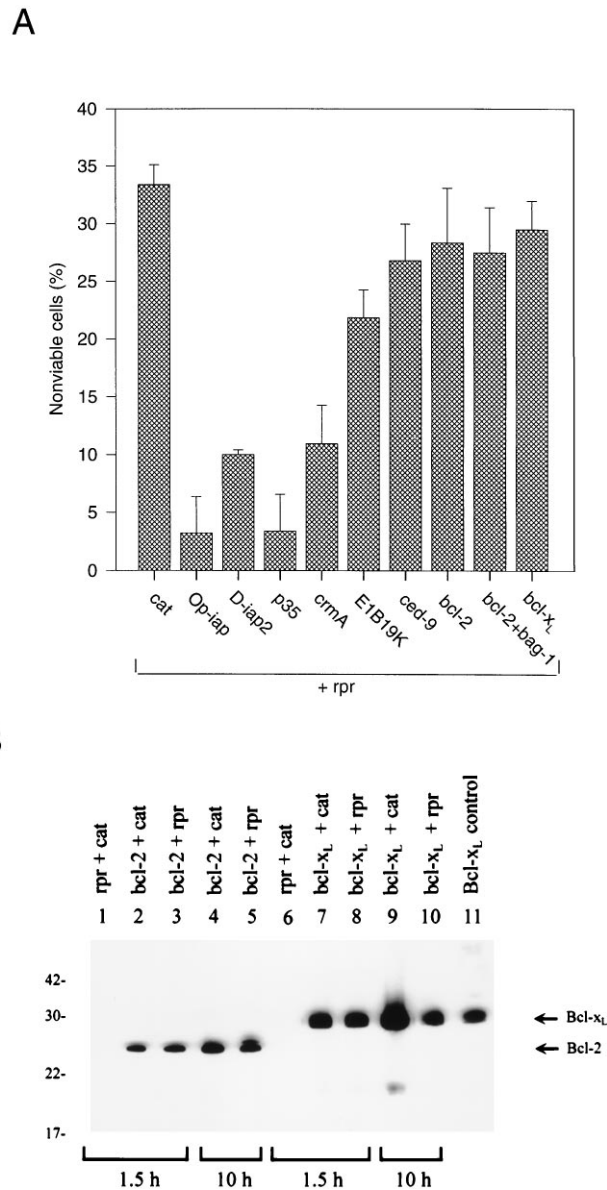 A
40
35
30
25
20
15
10
5
0
Nonviable cells (%)
cat
Op-iap
D-iap2
p35
crmA
E1B19K
ced-9
bcl-2
bcl-2+bag-1
bcl-xL
+ rpr
rpr + cat
bcl-2 + cat
bcl-2 + rpr
bcl-2 + cat
bcl-2 + rpr
rpr + cat
bcl-xL + cat
bcl-xL + rpr
bcl-xL + cat
bcl-xL + rpr
Bcl-xL control
1 2 3 4 5 6 7 8 9 10 11
42-
30-
22-
17-
Bcl-xL
Bcl-2
1.5 h 10 h 1.5 h 10 h